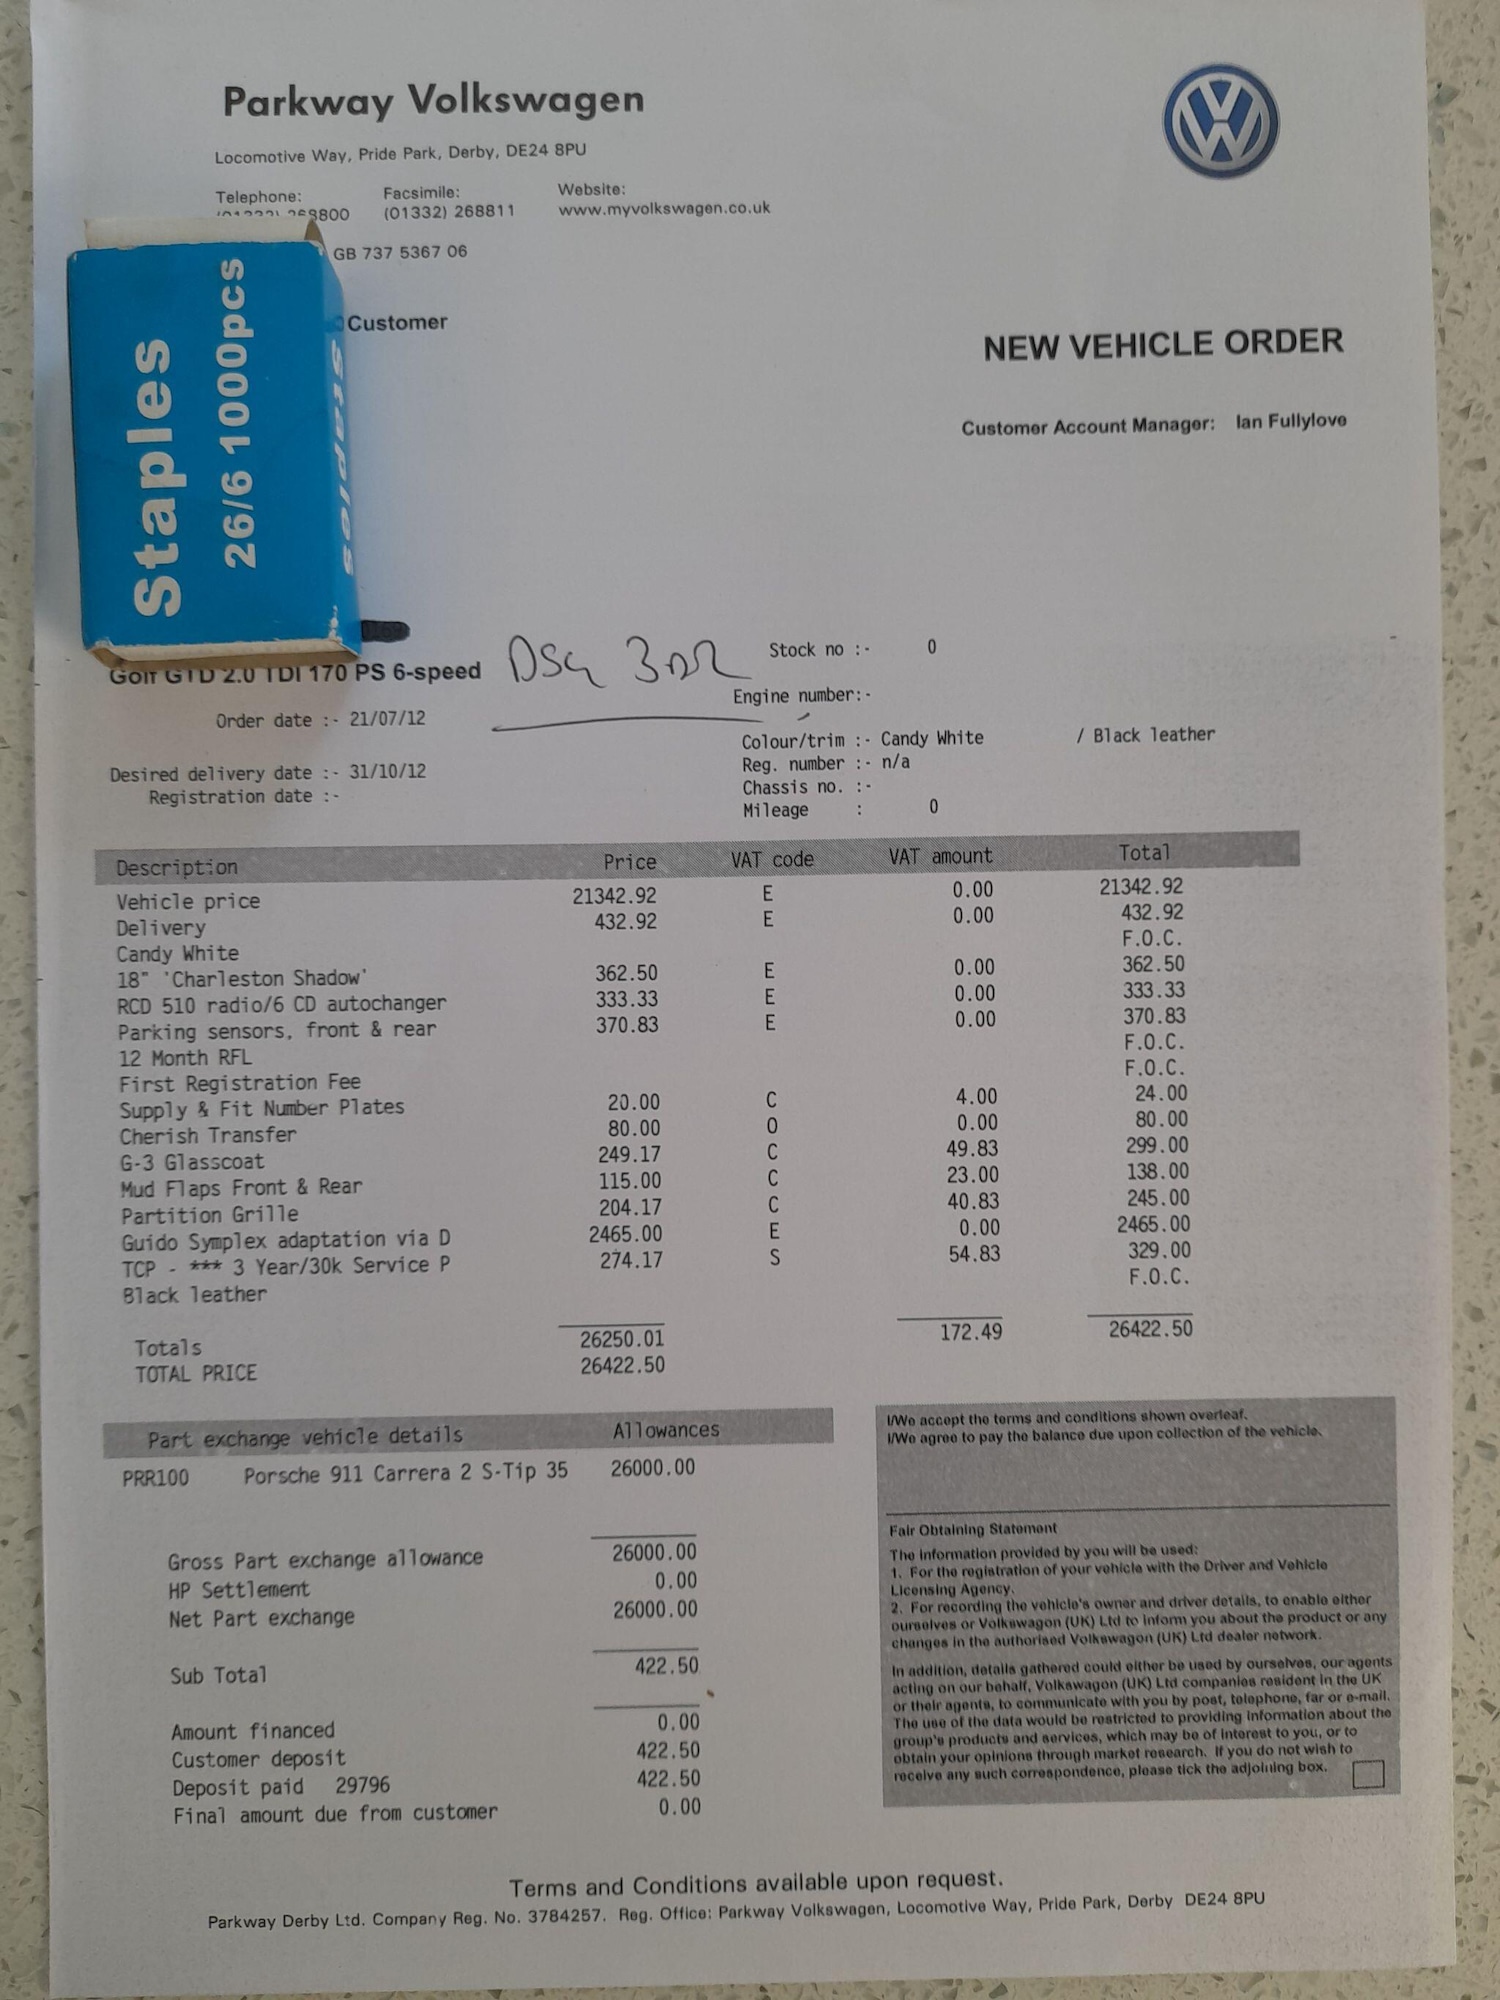 Parkway Volkswagen
Locomotive Way, Pride Park, Derby, DE24 8PU
Telephone: Facsimile: Website:
(01332) 268800 (01332) 268811 www.myvolkswagen.co.uk
GB 737 5367 06
Customer
Staples
26/6 1000pcs
Staples
NEW VEHICLE ORDER
Customer Account Manager: Ian Fullylove
Golf GTD 2.0 TDI 170 PS 6-speed DSG 3DR
Stock no :- 0
Engine number:-
Order date :- 21/07/12
Colour/trim :- Candy White / Black leather
Reg. number :- n/a
Desired delivery date :- 31/10/12
Chassis no. :-
Registration date :-
Mileage : 0
Description Price VAT code VAT amount Total
Vehicle price 21342.92 E 0.00 21342.92
Delivery 432.92 E 0.00 432.92
Candy White F.O.C.
18" 'Charleston Shadow' 362.50 E 0.00 362.50
RCD 510 radio/6 CD autochanger 333.33 E 0.00 333.33
Parking sensors, front & rear 370.83 E 0.00 370.83
12 Month RFL F.O.C.
First Registration Fee F.O.C.
Supply & Fit Number Plates 20.00 C 4.00 24.00
Cherish Transfer 80.00 O 0.00 80.00
G-3 Glasscoat 249.17 C 49.83 299.00
Mud Flaps Front & Rear 115.00 C 23.00 138.00
Partition Grille 204.17 C 40.83 245.00
Guido Symplex adaptation via D 2465.00 E 0.00 2465.00
TCP - *** 3 Year/30k Service P 274.17 S 54.83 329.00
Black leather F.O.C.
Totals 26250.01 172.49 26422.50
TOTAL PRICE 26422.50
Part exchange vehicle details Allowances
PRR100 Porsche 911 Carrera 2 S-Tip 35 26000.00
Gross Part exchange allowance 26000.00
HP Settlement 0.00
Net Part exchange 26000.00
Sub Total 422.50
Amount financed 0.00
Customer deposit 422.50
Deposit paid 29796 422.50
Final amount due from customer 0.00
I/We accept the terms and conditions shown overleaf.
I/We agree to pay the balance due upon collection of the vehicle.
Fair Obtaining Statement
The information provided by you will be used:
1. For the registration of your vehicle with the Driver and Vehicle
Licensing Agency.
2. For recording the vehicle's owner and driver details, to enable either
ourselves or Volkswagen (UK) Ltd to inform you about the product or any
changes in the authorised Volkswagen (UK) Ltd dealer network.
In addition, details gathered could either be used by ourselves, our agents
acting on our behalf, Volkswagen (UK) Ltd companies resident in the UK
or their agents, to communicate with you by post, telephone, far or e-mail.
The use of the data would be restricted to providing information about the
group's products and services, which may be of interest to you, or to
obtain your opinions through market research. If you do not wish to
receive any such correspondence, please tick the adjoining box.
Terms and Conditions available upon request.
Parkway Derby Ltd. Company Reg. No. 3784257. Reg. Office: Parkway Volkswagen, Locomotive Way, Pride Park, Derby DE24 8PU